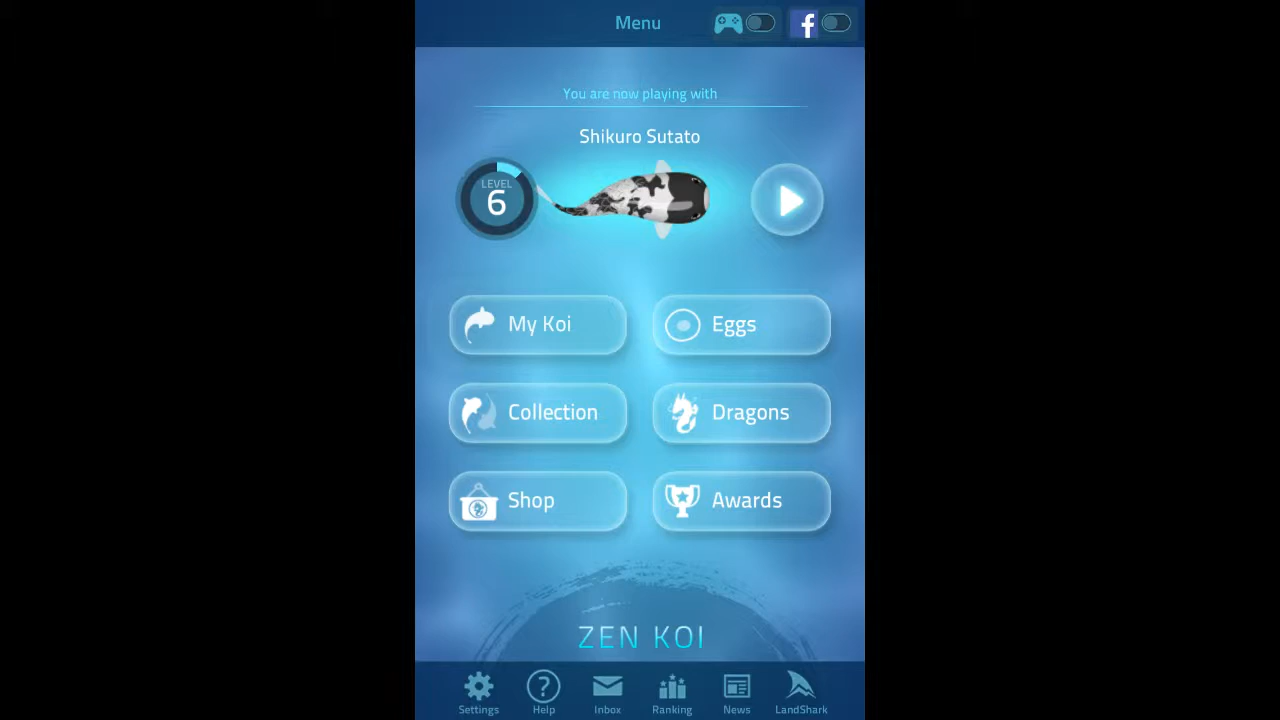 Menu
f
You are now playing with
Shikuro Sutato
LEVEL
6
My Koi
Eggs
Collection
Dragons
Shop
Awards
ZEN KOI
?
Settings
Help
Inbox
Ranking
News
LandShark